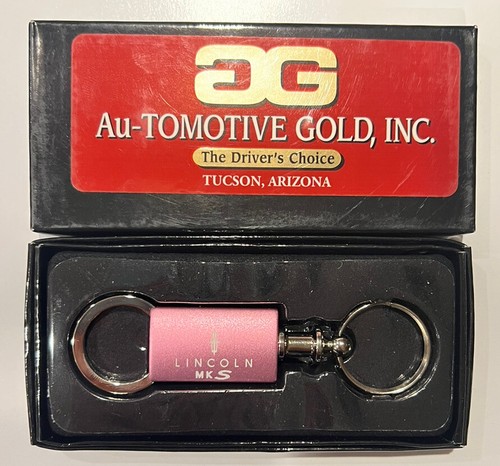 AG
Au-TOMOTIVE GOLD, INC.
The Driver's Choice
TUCSON, ARIZONA
LINCOLN
MKS